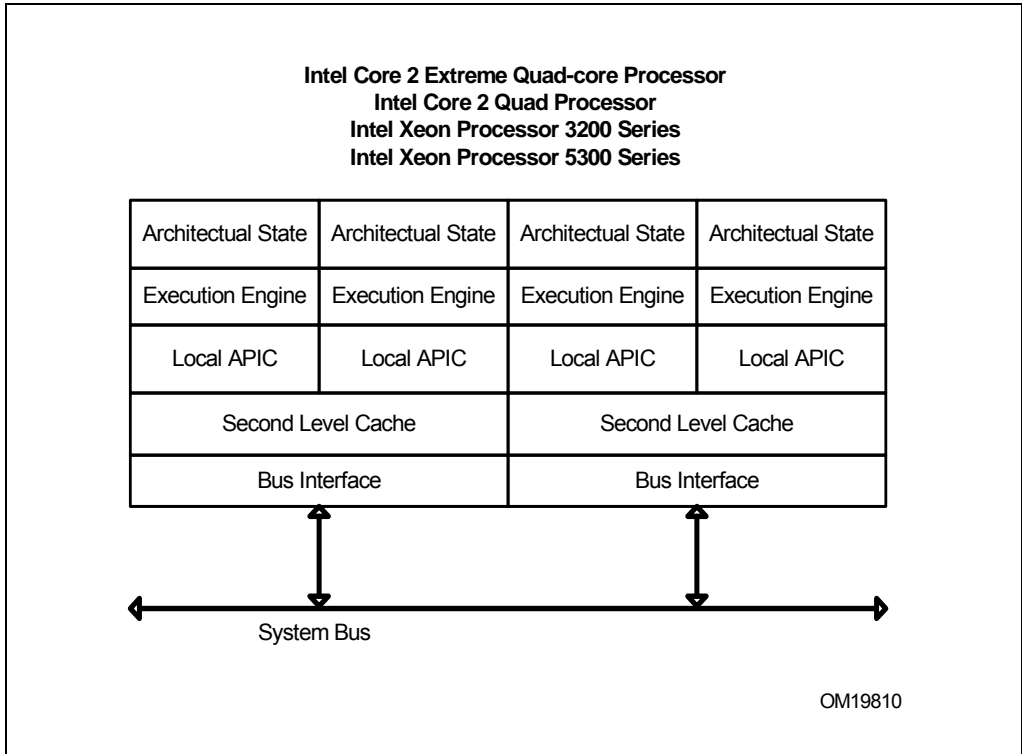 Intel Core 2 Extreme Quad-core Processor
Intel Core 2 Quad Processor
Intel Xeon Processor 3200 Series
Intel Xeon Processor 5300 Series
Architectual State Architectual State Architectual State Architectual State
Execution Engine Execution Engine Execution Engine Execution Engine
Local APIC Local APIC Local APIC Local APIC
Second Level Cache Second Level Cache
Bus Interface Bus Interface
System Bus
OM19810